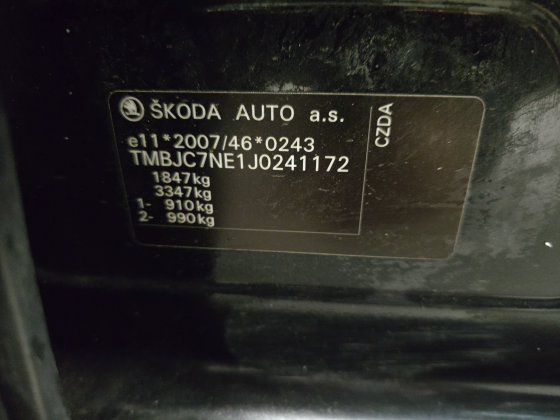 ŠKODA AUTO a.s.
e11*2007/46*0243
TMBJC7NE1J0241172
1847kg
3347kg
1- 910kg
2- 990kg
CZDA